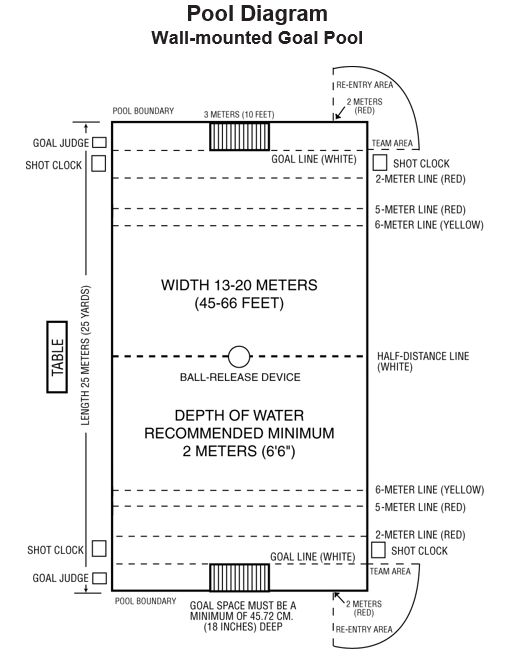 Pool Diagram
Wall-mounted Goal Pool
RE-ENTRY AREA
2 METERS
(RED)
POOL BOUNDARY
3 METERS (10 FEET)
GOAL JUDGE
TEAM AREA
GOAL LINE (WHITE)
SHOT CLOCK
SHOT CLOCK
2-METER LINE (RED)
5-METER LINE (RED)
6-METER LINE (YELLOW)
WIDTH 13-20 METERS
(45-66 FEET)
TABLE
LENGTH 25 METERS (25 YARDS)
HALF-DISTANCE LINE
(WHITE)
BALL-RELEASE DEVICE
DEPTH OF WATER
RECOMMENDED MINIMUM
2 METERS (6'6")
6-METER LINE (YELLOW)
5-METER LINE (RED)
2-METER LINE (RED)
SHOT CLOCK
GOAL LINE (WHITE)
SHOT CLOCK
GOAL JUDGE
TEAM AREA
POOL BOUNDARY
GOAL SPACE MUST BE A
MINIMUM OF 45.72 CM.
(18 INCHES) DEEP
2 METERS
(RED)
RE-ENTRY AREA